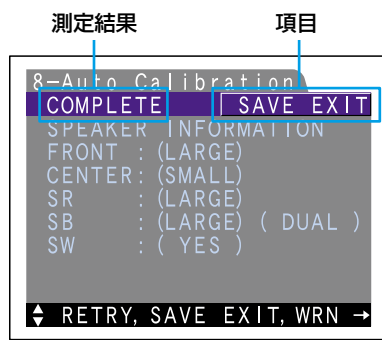 測定結果 項目
8-Auto Calibration
COMPLETE SAVE EXIT
SPEAKER INFORMATION
FRONT : (LARGE)
CENTER: (SMALL)
SR : (LARGE)
SB : (LARGE) ( DUAL )
SW : ( YES )
RETRY, SAVE EXIT, WRN →